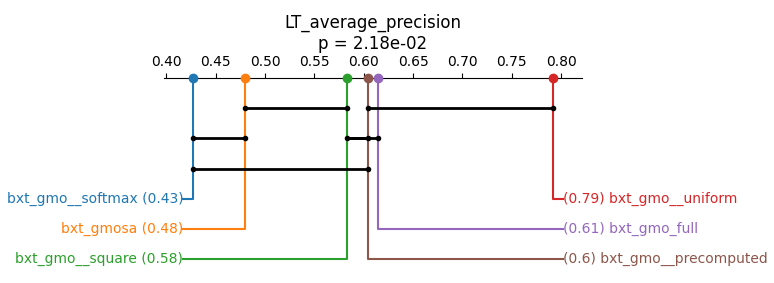 LT_average_precision
p = 2.18e-02
0.40 0.45 0.50 0.55 0.60 0.65 0.70 0.75 0.80
bxt_gmo__softmax (0.43) (0.79) bxt_gmo__uniform
bxt_gmosa (0.48) (0.61) bxt_gmo_full
bxt_gmo__square (0.58) (0.6) bxt_gmo__precomputed